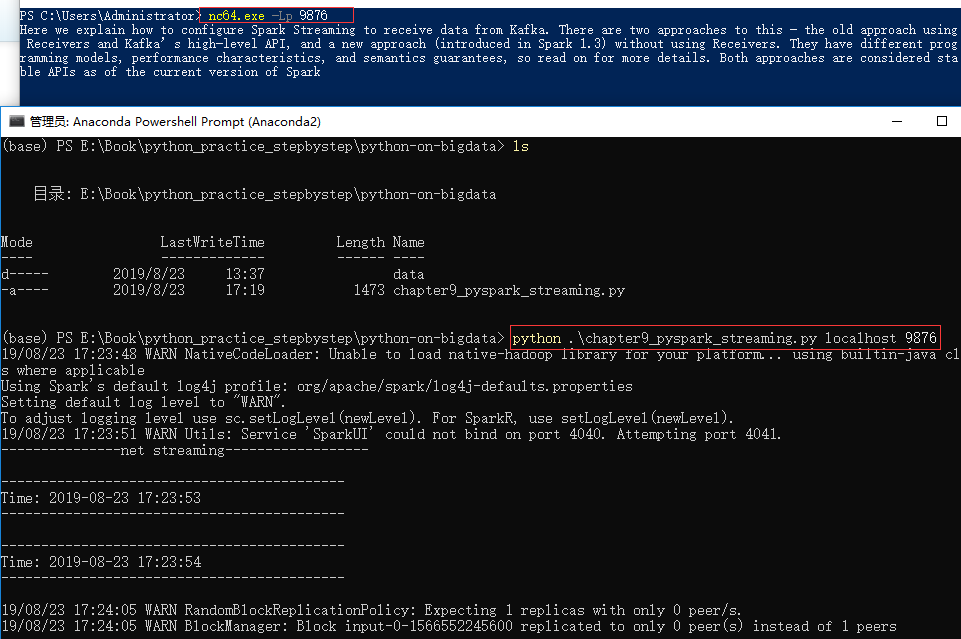 PS C:\Users\Administrator> nc64.exe -Lp 9876
Here we explain how to configure Spark Streaming to receive data from Kafka. There are two approaches to this – the old approach using
 Receivers and Kafka’s high-level API, and a new approach (introduced in Spark 1.3) without using Receivers. They have different prog
ramming models, performance characteristics, and semantics guarantees, so read on for more details. Both approaches are considered sta
ble APIs as of the current version of Spark
管理员: Anaconda Powershell Prompt (Anaconda2)
(base) PS E:\Book\python_practice_stepbystep\python-on-bigdata> ls
目录: E:\Book\python_practice_stepbystep\python-on-bigdata
Mode LastWriteTime Length Name
---- ------------- ------ ----
d----- 2019/8/23 13:37 data
-a---- 2019/8/23 17:19 1473 chapter9_pyspark_streaming.py
(base) PS E:\Book\python_practice_stepbystep\python-on-bigdata> python .\chapter9_pyspark_streaming.py localhost 9876
19/08/23 17:23:48 WARN NativeCodeLoader: Unable to load native-hadoop library for your platform... using builtin-java cl
s where applicable
Using Spark's default log4j profile: org/apache/spark/log4j-defaults.properties
Setting default log level to "WARN".
To adjust logging level use sc.setLogLevel(newLevel). For SparkR, use setLogLevel(newLevel).
19/08/23 17:23:51 WARN Utils: Service 'SparkUI' could not bind on port 4040. Attempting port 4041.
---------------net streaming------------------
-------------------------------------------
Time: 2019-08-23 17:23:53
-------------------------------------------
-------------------------------------------
Time: 2019-08-23 17:23:54
-------------------------------------------
19/08/23 17:24:05 WARN RandomBlockReplicationPolicy: Expecting 1 replicas with only 0 peer/s.
19/08/23 17:24:05 WARN BlockManager: Block input-0-1566552245600 replicated to only 0 peer(s) instead of 1 peers